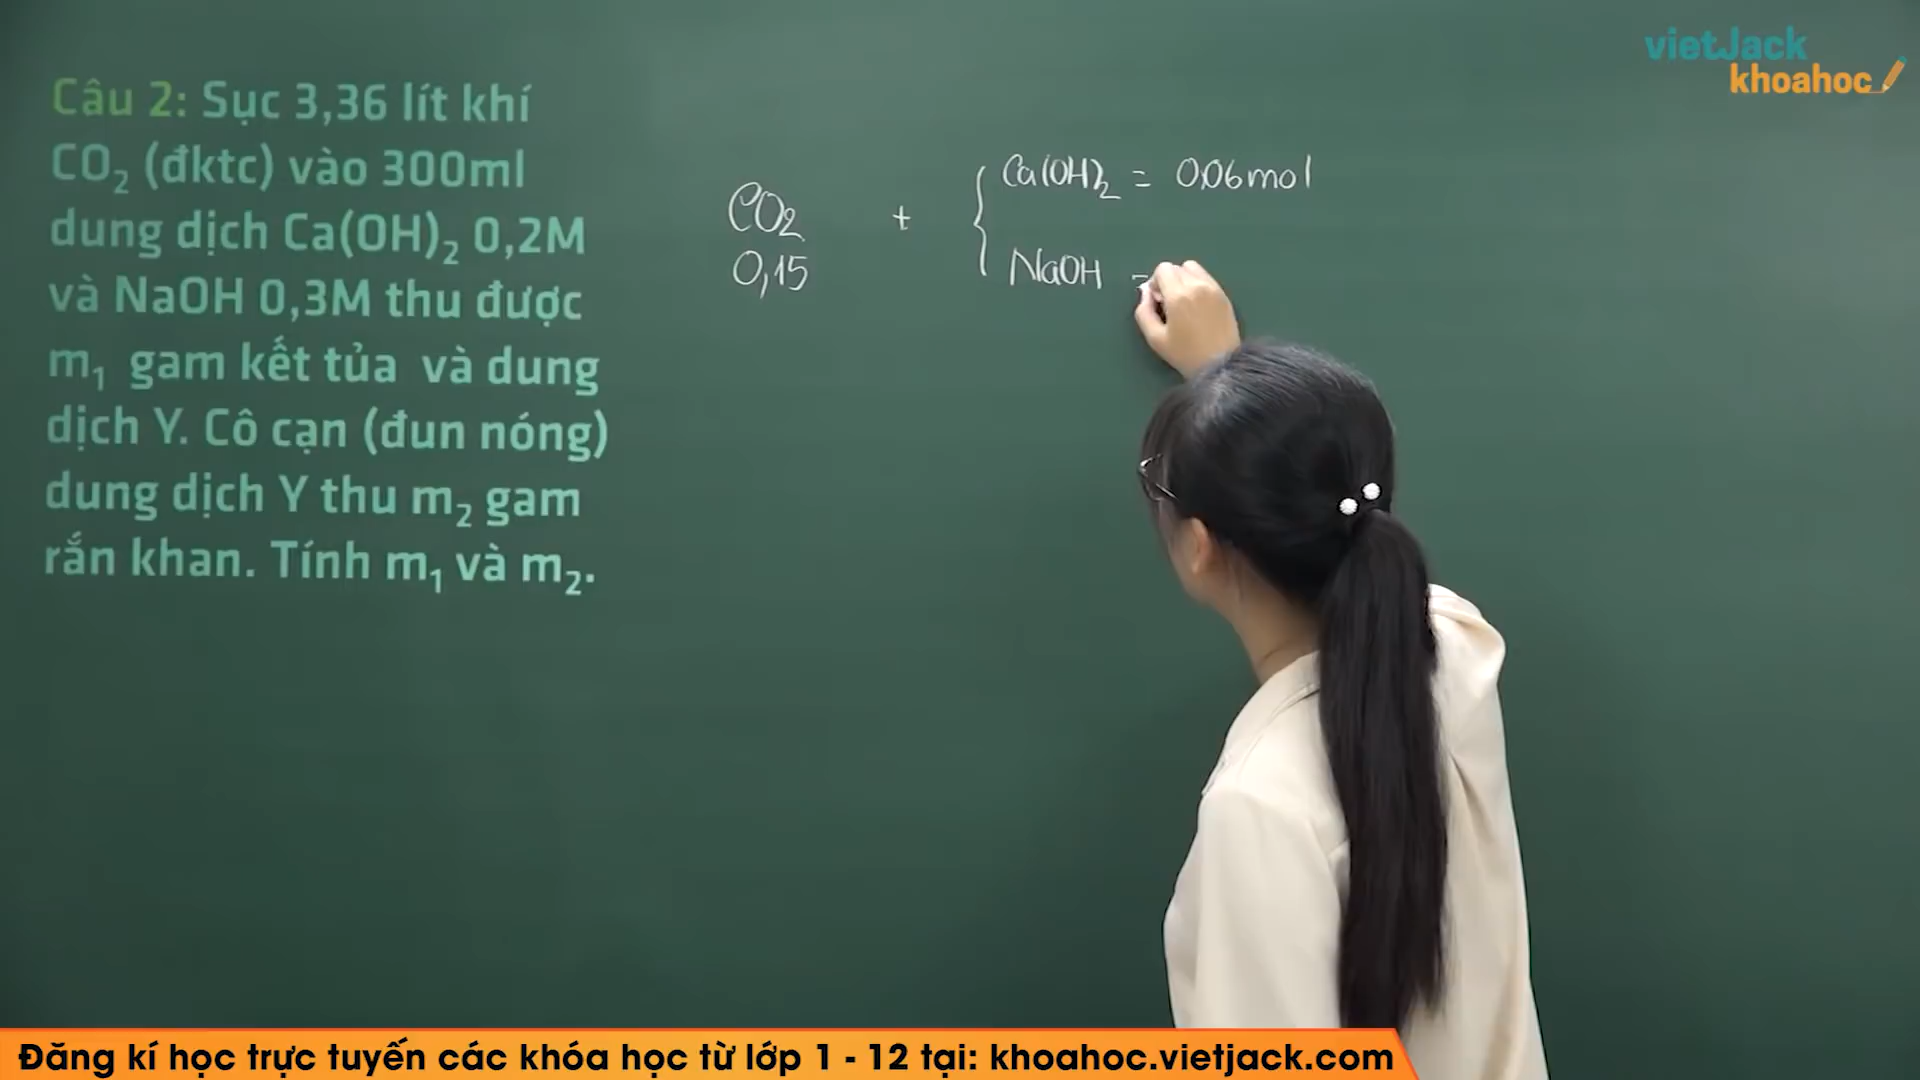 vietJack
khoahoc
Câu 2: Sục 3,36 lít khí
CO₂ (đktc) vào 300ml
dung dịch Ca(OH)₂ 0,2M
và NaOH 0,3M thu được
m₁ gam kết tủa và dung
dịch Y. Cô cạn (đun nóng)
dung dịch Y thu m₂ gam
rắn khan. Tính m₁ và m₂.
CO₂ + { Ca(OH)₂ = 0,06mol
0,15 NaOH =
Đăng kí học trực tuyến các khóa học từ lớp 1 - 12 tại: khoahoc.vietjack.com